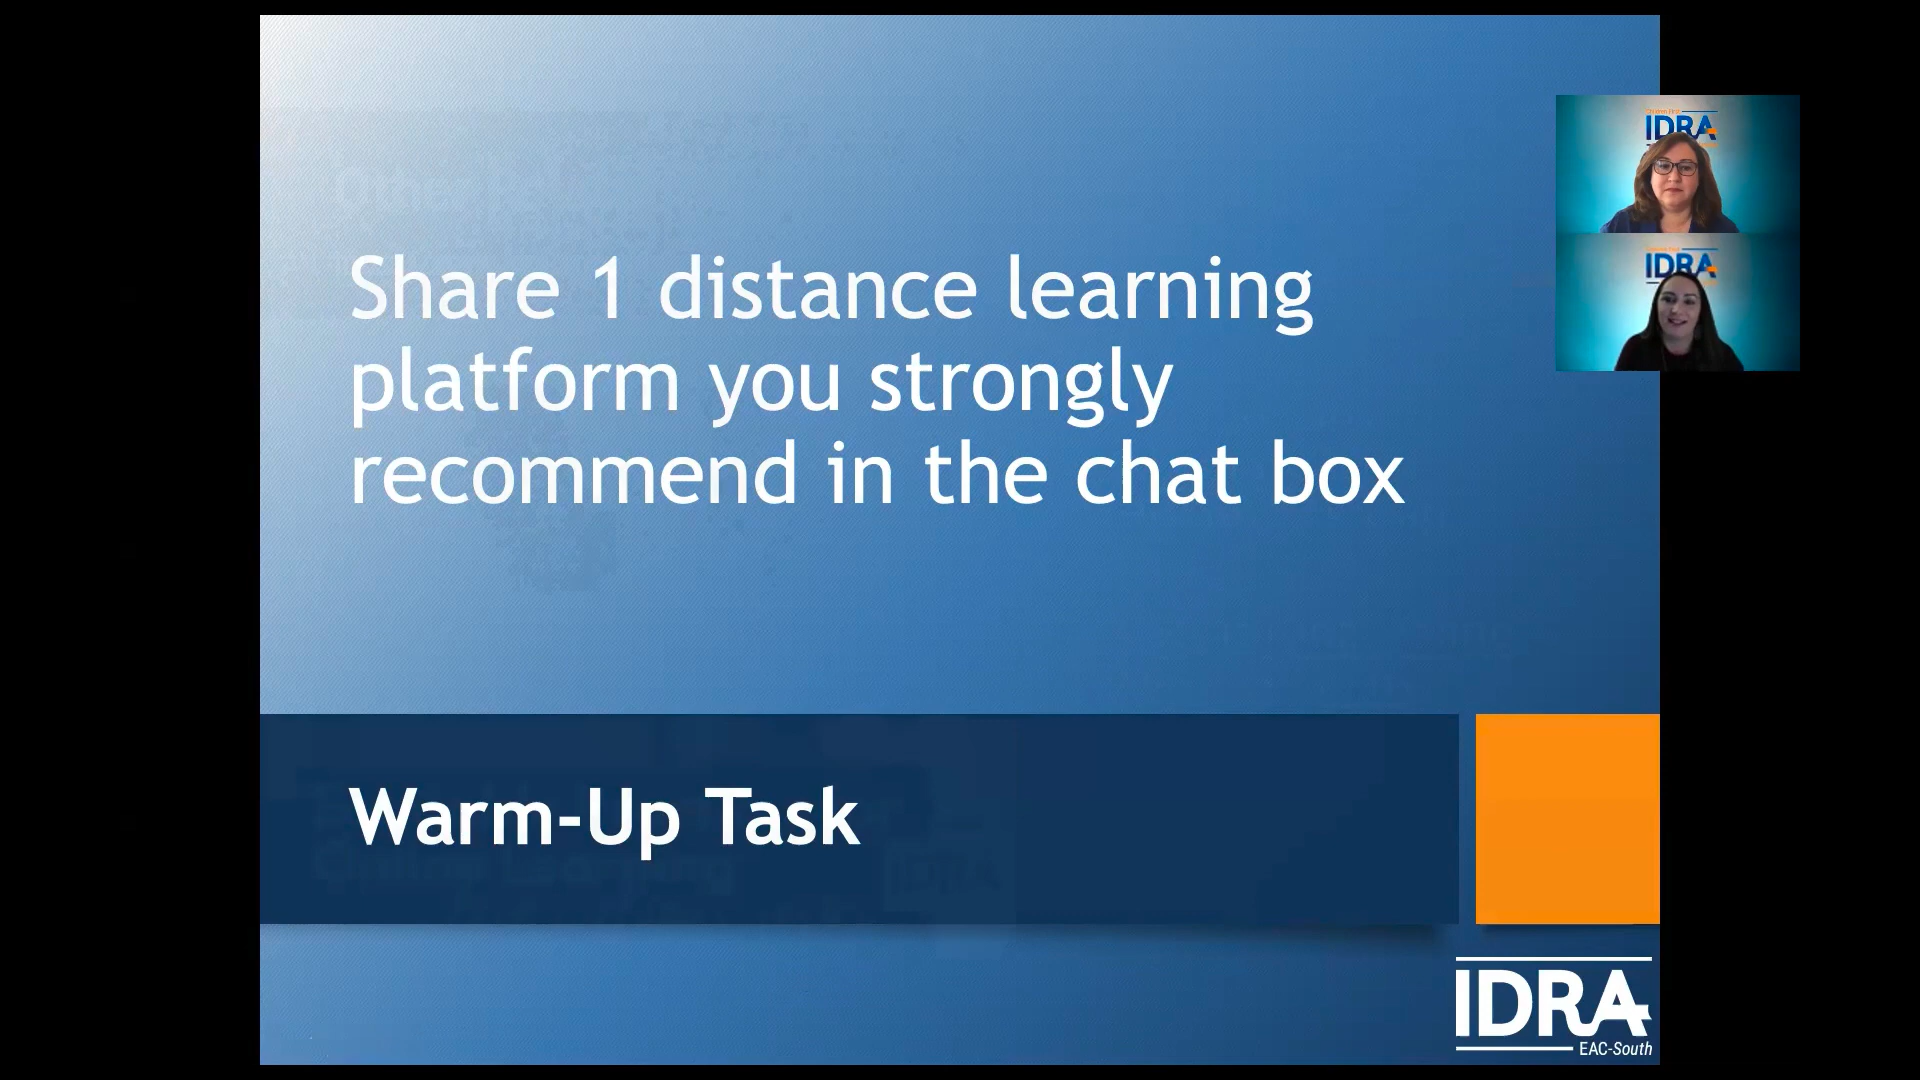 Share 1 distance learning
platform you strongly
recommend in the chat box
Warm-Up Task
IDRA
EAC-South
IDRA
IDRA